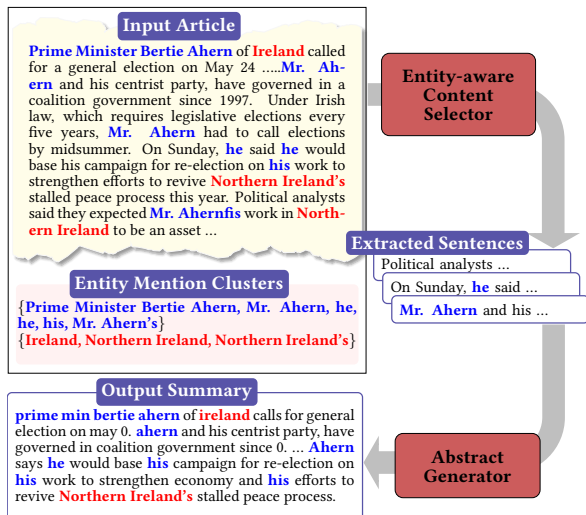 Input Article
Prime Minister Bertie Ahern of Ireland called
for a general election on May 24 .....Mr. Ah-
ern and his centrist party, have governed in a
coalition government since 1997. Under Irish
law, which requires legislative elections every
five years, Mr. Ahern had to call elections
by midsummer. On Sunday, he said he would
base his campaign for re-election on his work to
strengthen efforts to revive Northern Ireland's
stalled peace process this year. Political analysts
said they expected Mr. Ahernfis work in North-
ern Ireland to be an asset ...
Entity Mention Clusters
{Prime Minister Bertie Ahern, Mr. Ahern, he,
he, his, Mr. Ahern's}
{Ireland, Northern Ireland, Northern Ireland's}
Entity-aware
Content
Selector
Extracted Sentences
Political analysts ...
On Sunday, he said ...
Mr. Ahern and his ...
Abstract
Generator
Output Summary
prime min bertie ahern of ireland calls for general
election on may 0. ahern and his centrist party, have
governed in coalition government since 0. ... Ahern
says he would base his campaign for re-election on
his work to strengthen economy and his efforts to
revive Northern Ireland's stalled peace process.